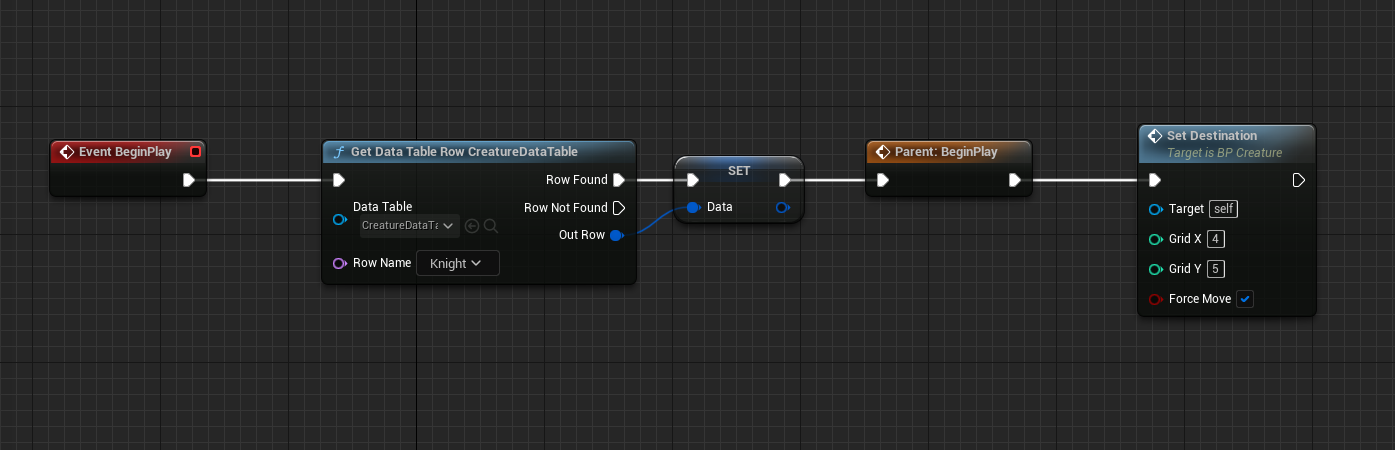 Event BeginPlay
Get Data Table Row CreatureDataTable
Row Found
Data Table
CreatureDataTa
Row Not Found
Out Row
Row Name
Knight
SET
Data
Parent: BeginPlay
Set Destination
Target is BP Creature
Target self
Grid X 4
Grid Y 5
Force Move